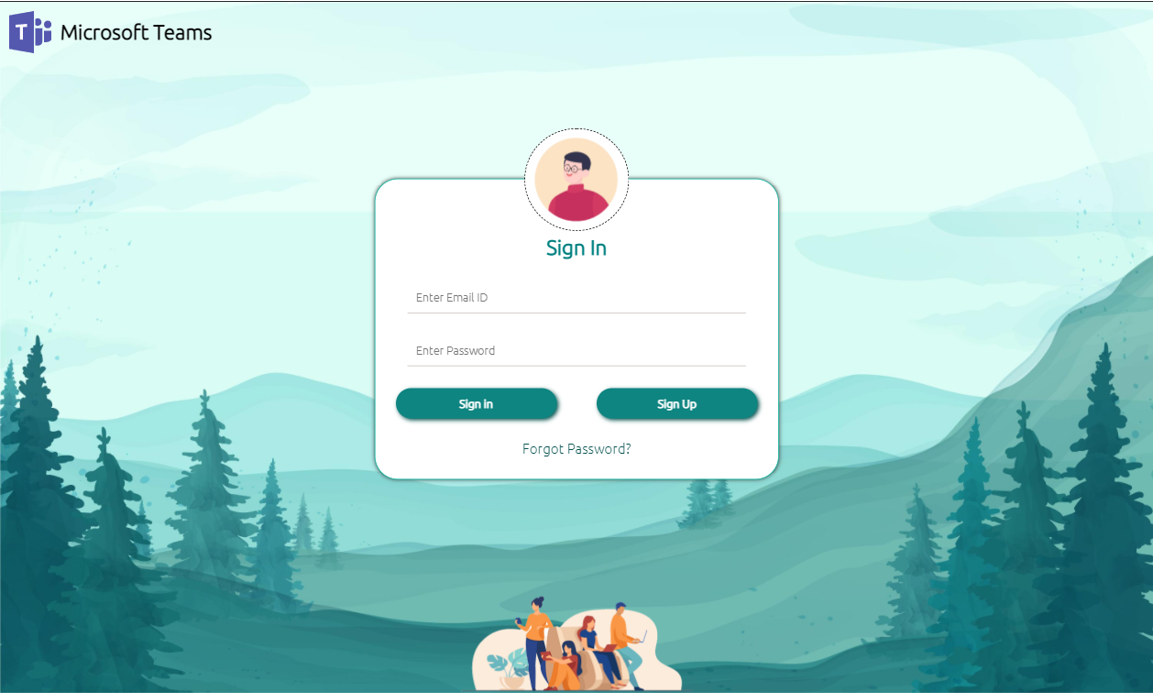 Microsoft Teams
Sign In
Enter Email ID
Enter Password
Sign in
Sign Up
Forgot Password?